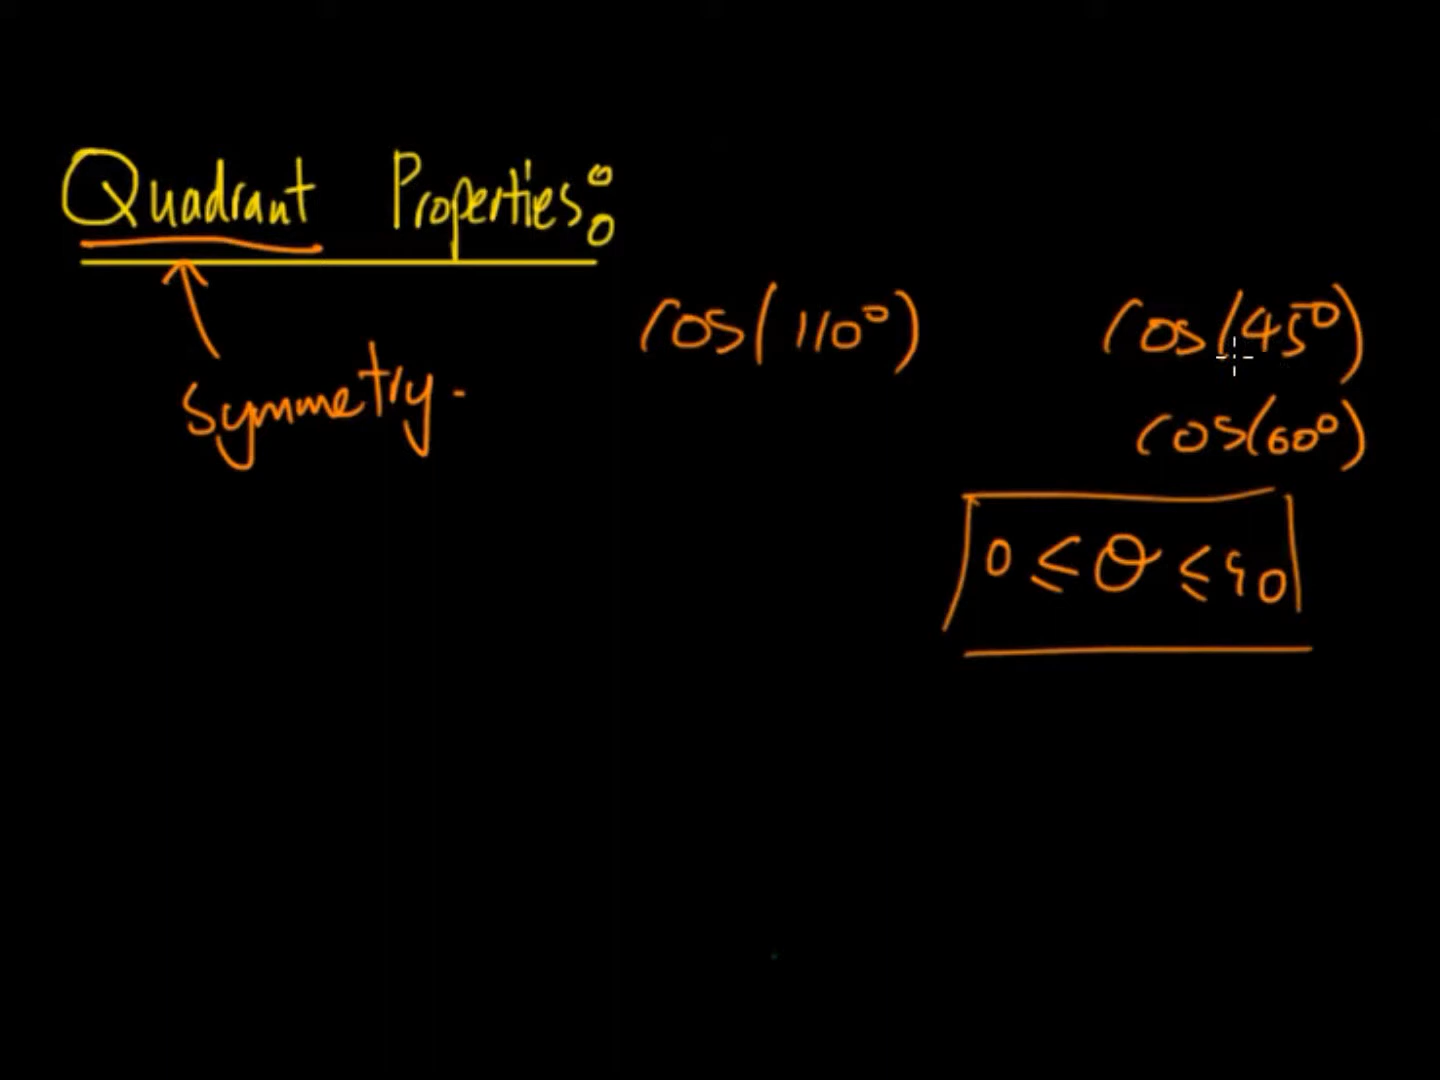 Quadrant Properties:
cos(110°) cos(45°)
symmetry.
cos(60°)
0 ≤ θ ≤ 90